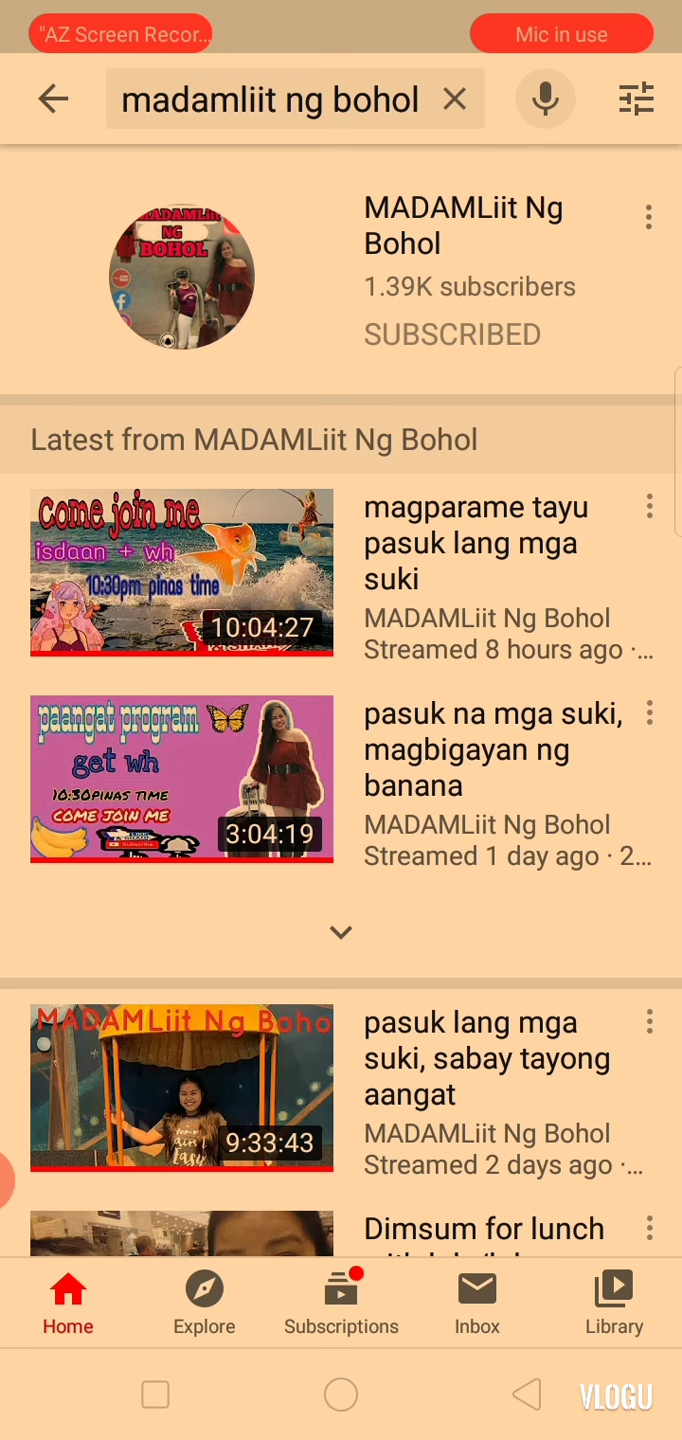 "AZ Screen Recor...
Mic in use
madamliit ng bohol
MADAMLiit
NG
BOHOL
MADAMLiit Ng
Bohol
1.39K subscribers
SUBSCRIBED
Latest from MADAMLiit Ng Bohol
Come join me
isdaan + wh
10:30pm pinas time
10:04:27
magparame tayu
pasuk lang mga
suki
MADAMLiit Ng Bohol
Streamed 8 hours ago ·...
paangat program
get wh
10:30PINAS TIME
COME JOIN ME
Subscribe
3:04:19
pasuk na mga suki,
magbigayan ng
banana
MADAMLiit Ng Bohol
Streamed 1 day ago · 2...
MADAMLiit Ng Boho
9:33:43
pasuk lang mga
suki, sabay tayong
aangat
MADAMLiit Ng Bohol
Streamed 2 days ago ·...
Dimsum for lunch
Home
Explore
Subscriptions
Inbox
Library
VLOGU